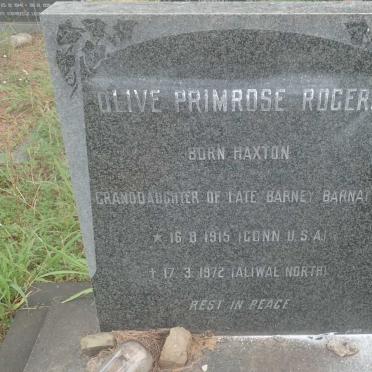 OLIVE PRIMROSE ROGERS
BORN HAXTON
GRANDDAUGHTER OF LATE BARNEY BARNATO
* 16·8·1915 (CONN U.S.A)
† 17·3·1972 (ALIWAL NORTH)
REST IN PEACE